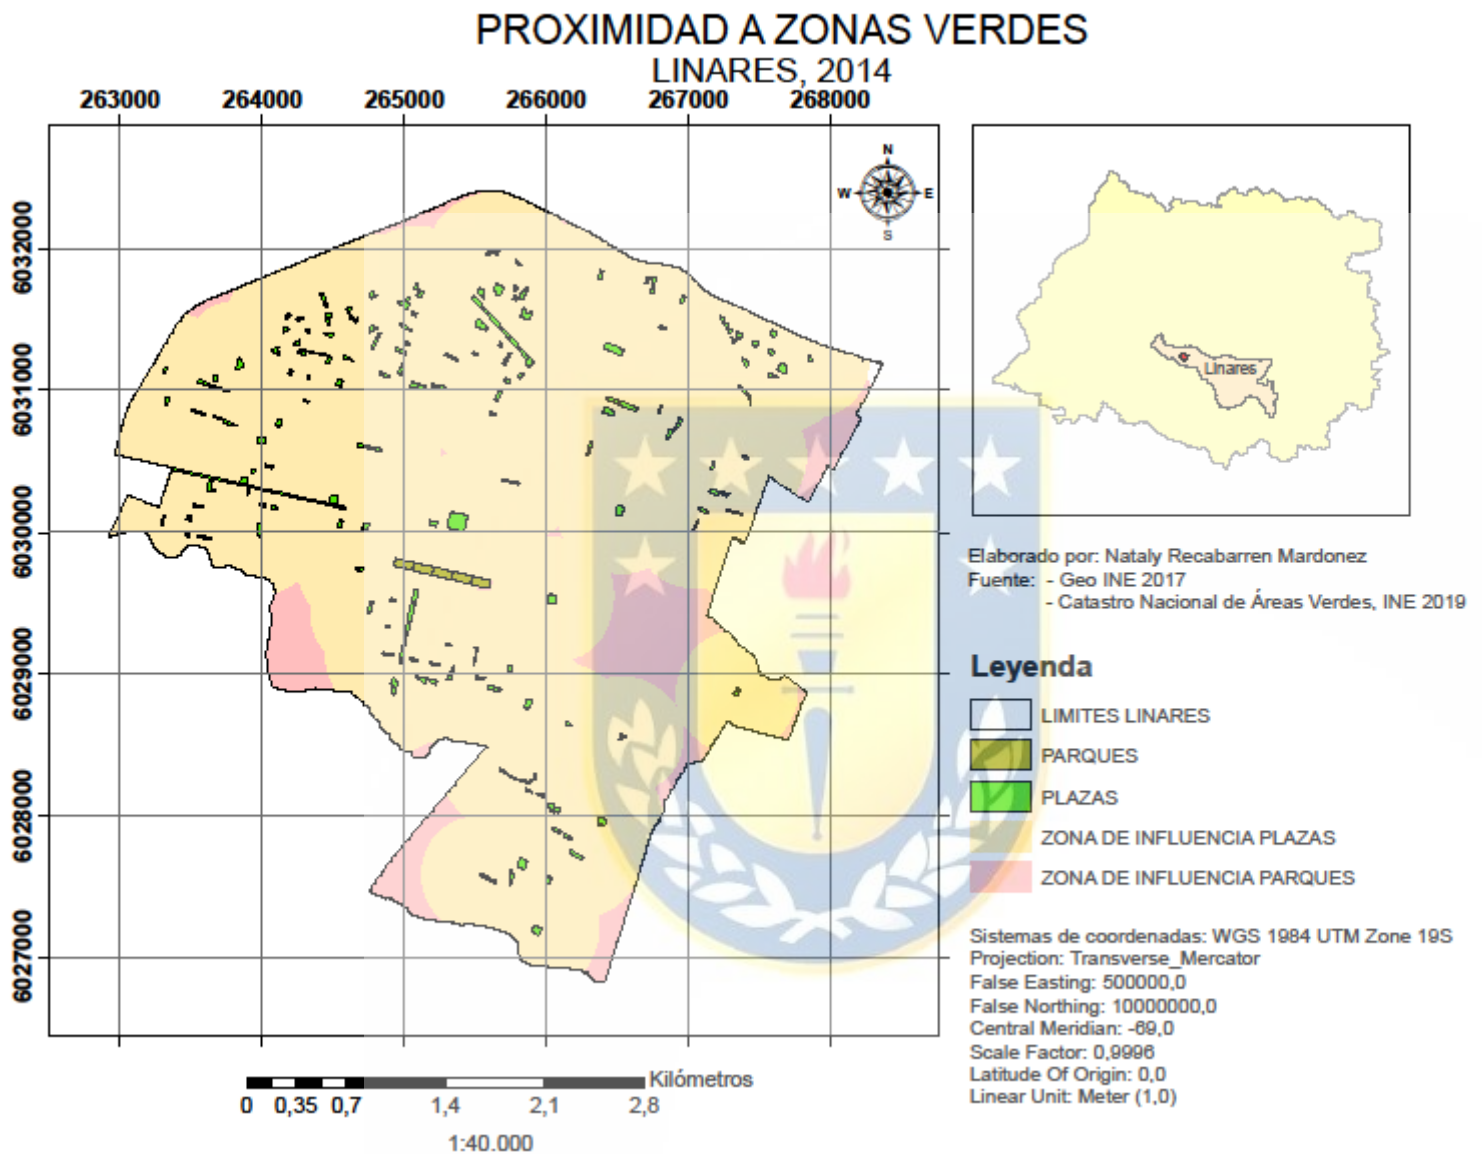 PROXIMIDAD A ZONAS VERDES
LINARES, 2014
263000 264000 265000 266000 267000 268000
6032000
6031000
6030000
6029000
6028000
6027000
N
W E
S
Linares
Elaborado por: Nataly Recabarren Mardonez
Fuente: - Geo INE 2017
- Catastro Nacional de Áreas Verdes, INE 2019
Leyenda
LIMITES LINARES
PARQUES
PLAZAS
ZONA DE INFLUENCIA PLAZAS
ZONA DE INFLUENCIA PARQUES
Sistemas de coordenadas: WGS 1984 UTM Zone 19S
Projection: Transverse_Mercator
False Easting: 500000,0
False Northing: 10000000,0
Central Meridian: -69,0
Scale Factor: 0,9996
Latitude Of Origin: 0,0
Linear Unit: Meter (1,0)
Kilómetros
0 0,35 0,7 1,4 2,1 2,8
1:40.000